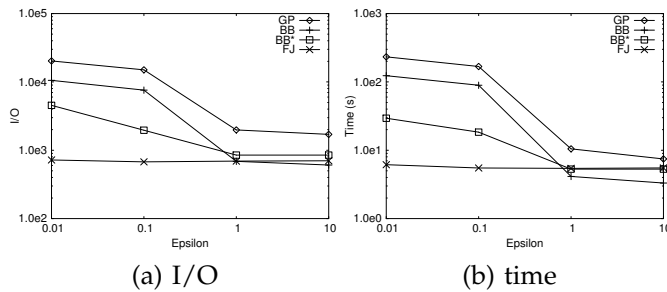 1.0e5
1.0e4
1.0e3
1.0e2
I/O
GP
BB
BB*
FJ
0.01 0.1 1 10
Epsilon
(a) I/O
1.0e3
1.0e2
1.0e1
1.0e0
Time (s)
GP
BB
BB*
FJ
0.01 0.1 1 10
Epsilon
(b) time